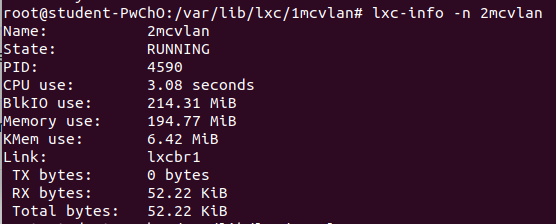 root@student-PwChO:/var/lib/lxc/1mcvlan# lxc-info -n 2mcvlan
Name:           2mcvlan
State:          RUNNING
PID:            4590
CPU use:        3.08 seconds
BlkIO use:      214.31 MiB
Memory use:     194.77 MiB
KMem use:       6.42 MiB
Link:           lxcbr1
 TX bytes:      0 bytes
 RX bytes:      52.22 KiB
 Total bytes:   52.22 KiB